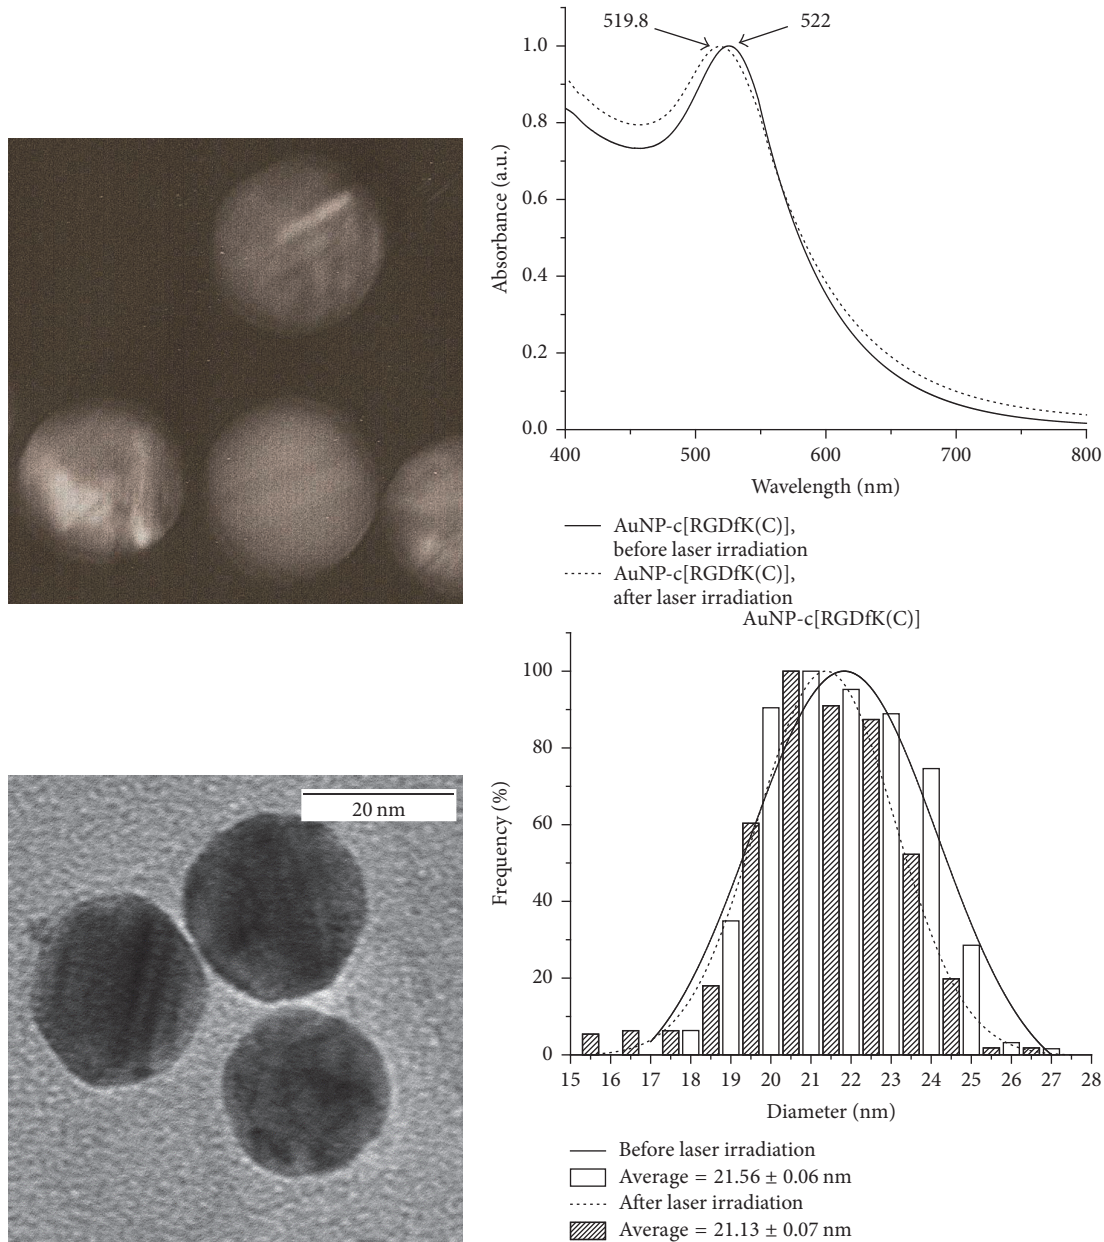 519.8
522
1.0
0.8
0.6
0.4
0.2
0.0
Absorbance (a.u.)
400 500 600 700 800
Wavelength (nm)
AuNP-c[RGDfK(C)],
before laser irradiation
AuNP-c[RGDfK(C)],
after laser irradiation
AuNP-c[RGDfK(C)]
100
80
60
40
20
0
Frequency (%)
15 16 17 18 19 20 21 22 23 24 25 26 27 28
Diameter (nm)
Before laser irradiation
Average = 21.56 ± 0.06 nm
After laser irradiation
Average = 21.13 ± 0.07 nm
20 nm